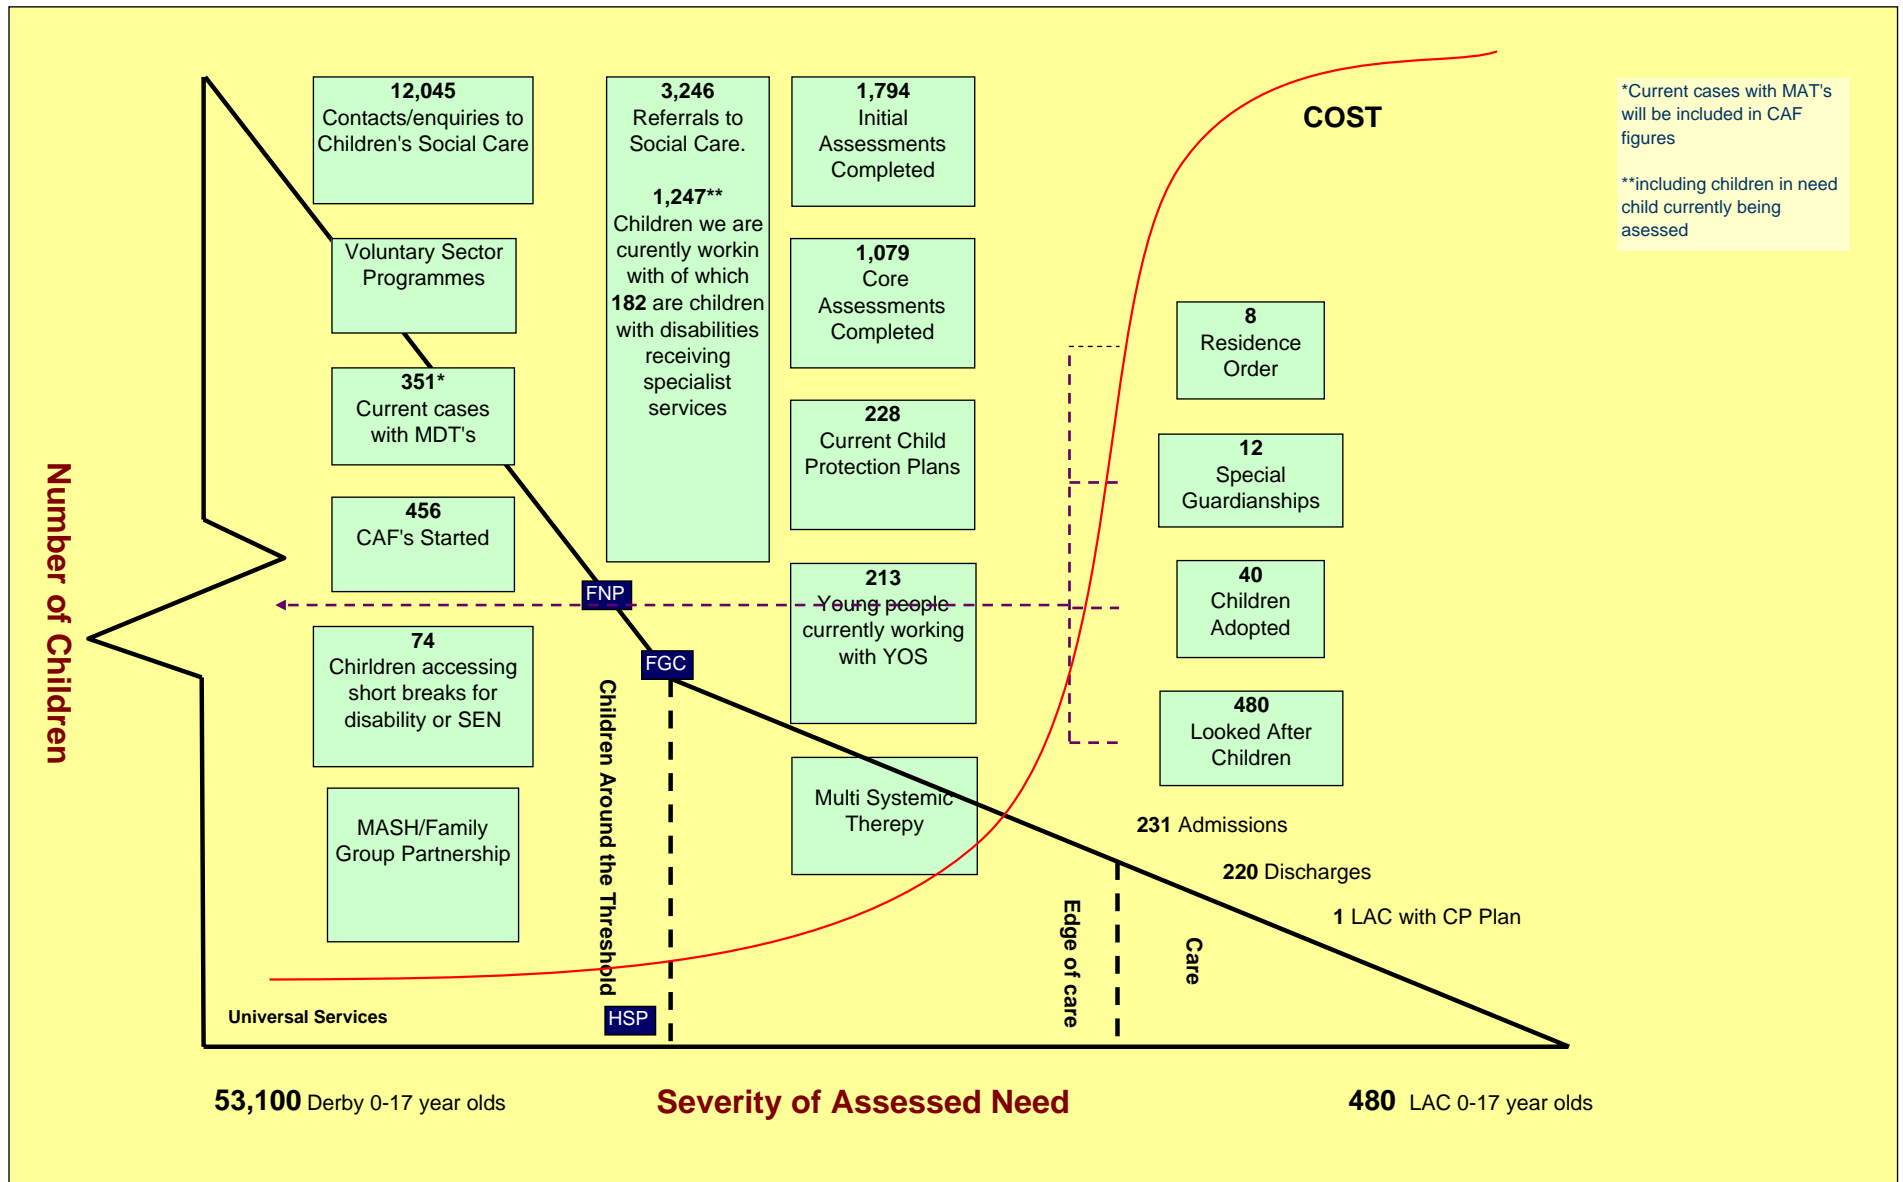 12,045
Contacts/enquiries to
Children's Social Care
Voluntary Sector
Programmes
351*
Current cases
with MDT's
456
CAF's Started
74
Chirldren accessing
short breaks for
disability or SEN
MASH/Family
Group Partnership
3,246
Referrals to
Social Care.
1,247**
Children we are
curently workin
with of which
182 are children
with disabilities
receiving
specialist
services
1,794
Initial
Assessments
Completed
1,079
Core
Assessments
Completed
228
Current Child
Protection Plans
213
Young people
currently working
with YOS
Multi Systemic
Therepy
COST
8
Residence
Order
12
Special
Guardianships
40
Children
Adopted
480
Looked After
Children
231 Admissions
220 Discharges
1 LAC with CP Plan
*Current cases with MAT's
will be included in CAF
figures
**including children in need
child currently being
asessed
Number of Children
FNP
FGC
Children Around the Threshold
HSP
Edge of care
Care
Universal Services
53,100 Derby 0-17 year olds
Severity of Assessed Need
480 LAC 0-17 year olds